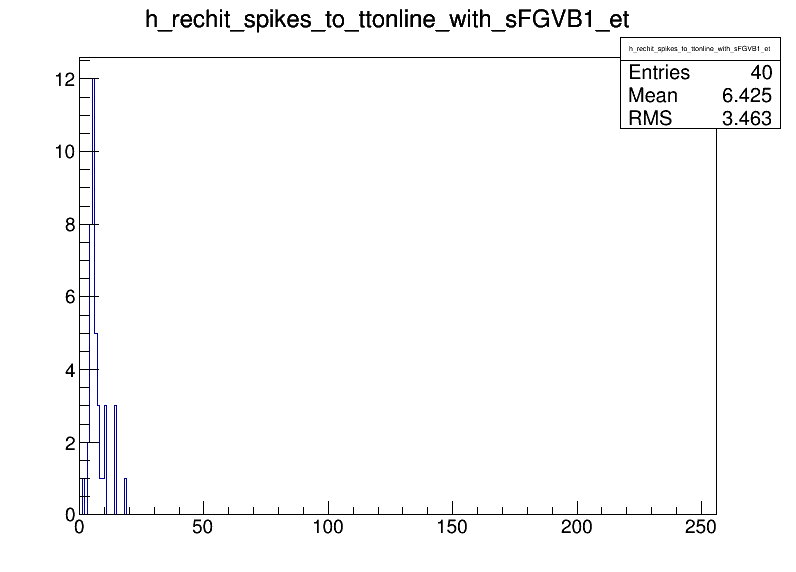 h_rechit_spikes_to_ttonline_with_sFGVB1_et
h_rechit_spikes_to_ttonline_with_sFGVB1_et
Entries 40
Mean 6.425
RMS 3.463
12
10
8
6
4
2
0
0 50 100 150 200 250